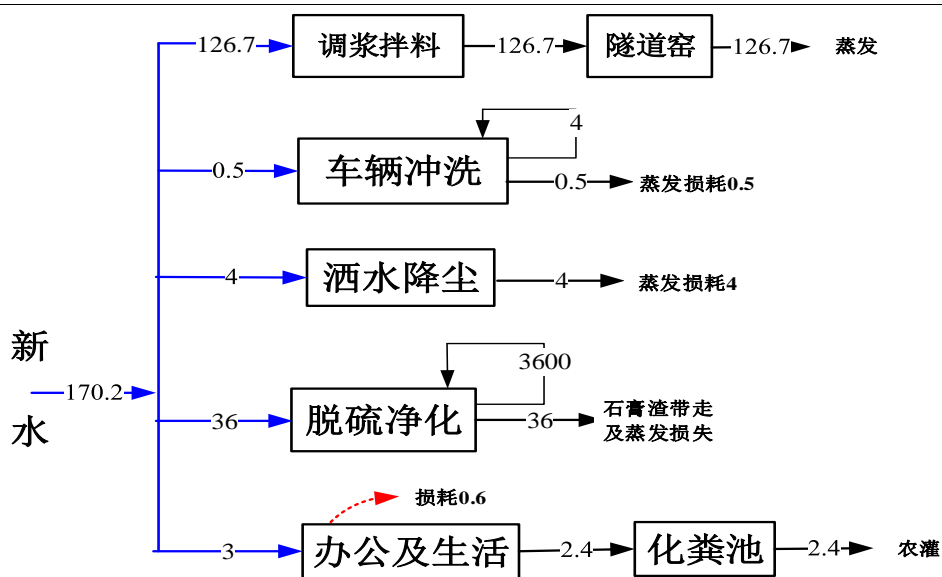 126.7
调浆拌料
126.7
隧道窑
126.7
蒸发
4
0.5
车辆冲洗
0.5
蒸发损耗0.5
4
洒水降尘
4
蒸发损耗4
新
水
170.2
3600
36
脱硫净化
36
石膏渣带走
及蒸发损失
损耗0.6
3
办公及生活
2.4
化粪池
2.4
农灌